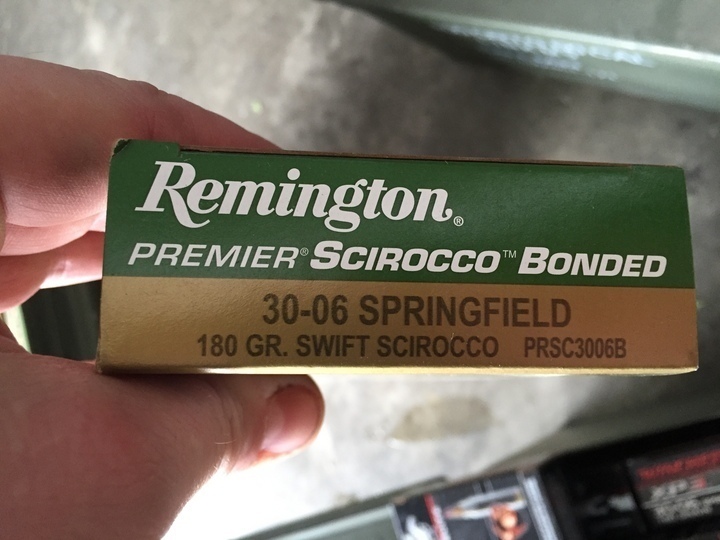 Remington®
PREMIER® SCIROCCO™ BONDED
30-06 SPRINGFIELD
180 GR. SWIFT SCIROCCO PRSC3006B